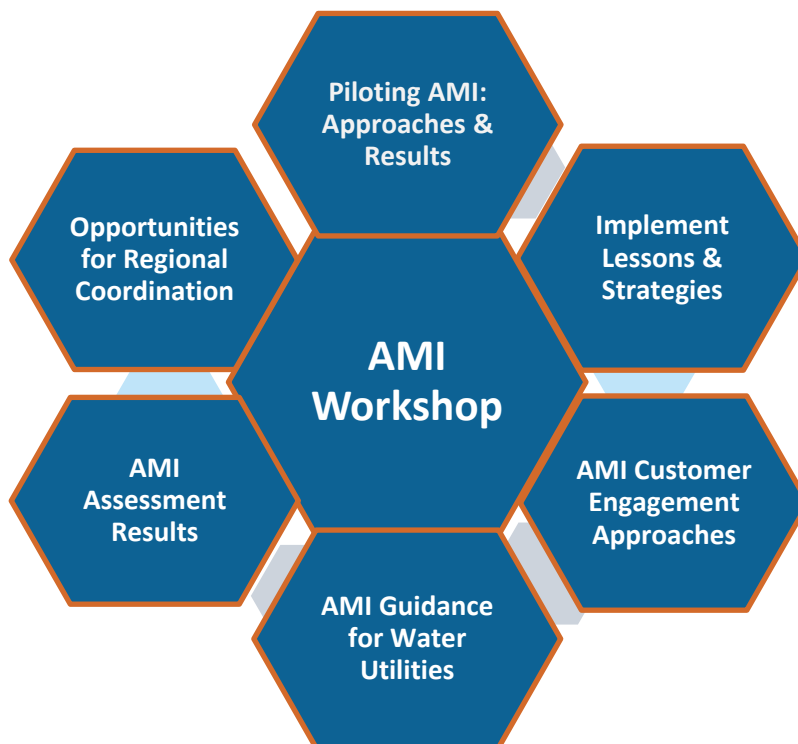 Piloting AMI:
Approaches &
Results
Opportunities
for Regional
Coordination
Implement
Lessons &
Strategies
AMI
Workshop
AMI
Assessment
Results
AMI Customer
Engagement
Approaches
AMI Guidance
for Water
Utilities